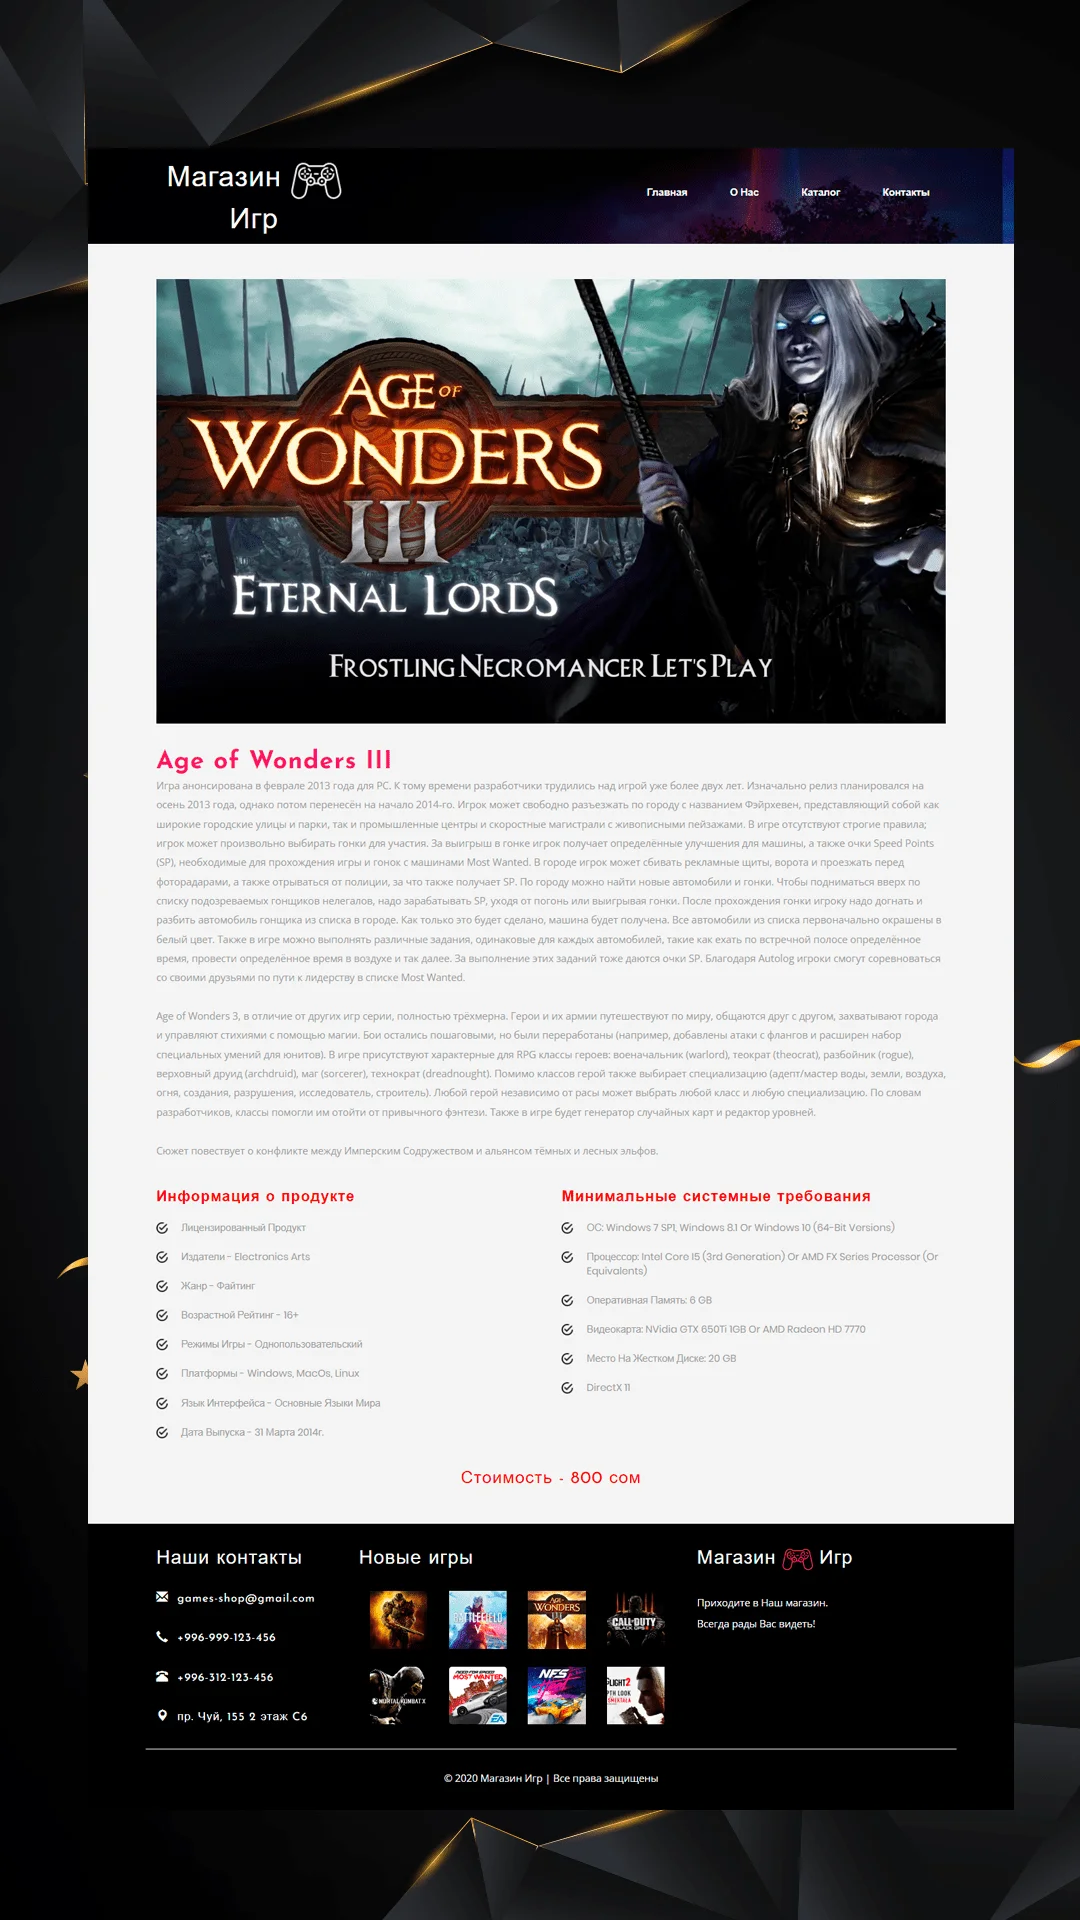 Магазин
Игр
Главная О Нас Каталог Контакты
AGE OF
WONDERS
III
ETERNAL LORDS
FROSTLING NECROMANCER LET'S PLAY
Age of Wonders III
Игра анонсирована в феврале 2013 года для PC. К тому времени разработчики трудились над игрой уже более двух лет. Изначально релиз планировался на
осень 2013 года, однако потом перенесён на начало 2014-го. Игрок может свободно разъезжать по городу с названием Фэйрхевен, представляющий собой как
широкие городские улицы и парки, так и промышленные центры и скоростные магистрали с живописными пейзажами. В игре отсутствуют строгие правила;
игрок может произвольно выбирать гонки для участия. За выигрыш в гонке игрок получает определённые улучшения для машины, а также очки Speed Points
(SP), необходимые для прохождения игры и гонок с машинами Most Wanted. В городе игрок может сбивать рекламные щиты, ворота и проезжать перед
фоторадарами, а также отрываться от полиции, за что также получает SP. По городу можно найти новые автомобили и гонки. Чтобы подниматься вверх по
списку подозреваемых гонщиков нелегалов, надо зарабатывать SP, уходя от погонь или выигрывая гонки. После прохождения гонки игроку надо догнать и
разбить автомобиль гонщика из списка в городе. Как только это будет сделано, машина будет получена. Все автомобили из списка первоначально окрашены в
белый цвет. Также в игре можно выполнять различные задания, одинаковые для каждых автомобилей, такие как ехать по встречной полосе определённое
время, провести определённое время в воздухе и так далее. За выполнение этих заданий тоже даются очки SP. Благодаря Autolog игроки смогут соревноваться
со своими друзьями по пути к лидерству в списке Most Wanted.
Age of Wonders 3, в отличие от других игр серии, полностью трёхмерна. Герои и их армии путешествуют по миру, общаются друг с другом, захватывают города
и управляют стихиями с помощью магии. Бои остались пошаговыми, но были переработаны (например, добавлены атаки с флангов и расширен набор
специальных умений для юнитов). В игре присутствуют характерные для RPG классы героев: военачальник (warlord), теократ (theocrat), разбойник (rogue),
верховный друид (archdruid), маг (sorcerer), технократ (dreadnought). Помимо классов герой также выбирает специализацию (адепт/мастер воды, земли, воздуха,
огня, создания, разрушения, исследователь, строитель). Любой герой независимо от расы может выбрать любой класс и любую специализацию. По словам
разработчиков, классы помогли им отойти от привычного фэнтези. Также в игре будет генератор случайных карт и редактор уровней.
Сюжет повествует о конфликте между Имперским Содружеством и альянсом тёмных и лесных эльфов.
Информация о продукте
Лицензированный Продукт
Издатели - Electronics Arts
Жанр - Файтинг
Возрастной Рейтинг - 16+
Режимы Игры - Однопользовательский
Платформы - Windows, MacOs, Linux
Язык Интерфейса - Основные Языки Мира
Дата Выпуска - 31 Марта 2014г.
Минимальные системные требования
ОС: Windows 7 SP1, Windows 8.1 Or Windows 10 (64-Bit Versions)
Процессор: Intel Core I5 (3rd Generation) Or AMD FX Series Processor (Or
Equivalents)
Оперативная Память: 6 GB
Видеокарта: NVidia GTX 650Ti 1GB Or AMD Radeon HD 7770
Место На Жестком Диске: 20 GB
DirectX 11
Стоимость - 800 сом
Наши контакты
games-shop@gmail.com
+996-999-123-456
+996-312-123-456
пр. Чуй, 155 2 этаж С6
Новые игры
BATTLEFIELD V
AGE OF WONDERS III
CALL OF DUTY
BLACK OPS
MORTAL KOMBAT X
NEED FOR SPEED
MOST WANTED
EA
NFS
Heat
LIGHT 2
PTH LOOK
Магазин Игр
Приходите в Наш магазин.
Всегда рады Вас видеть!
© 2020 Магазин Игр | Все права защищены